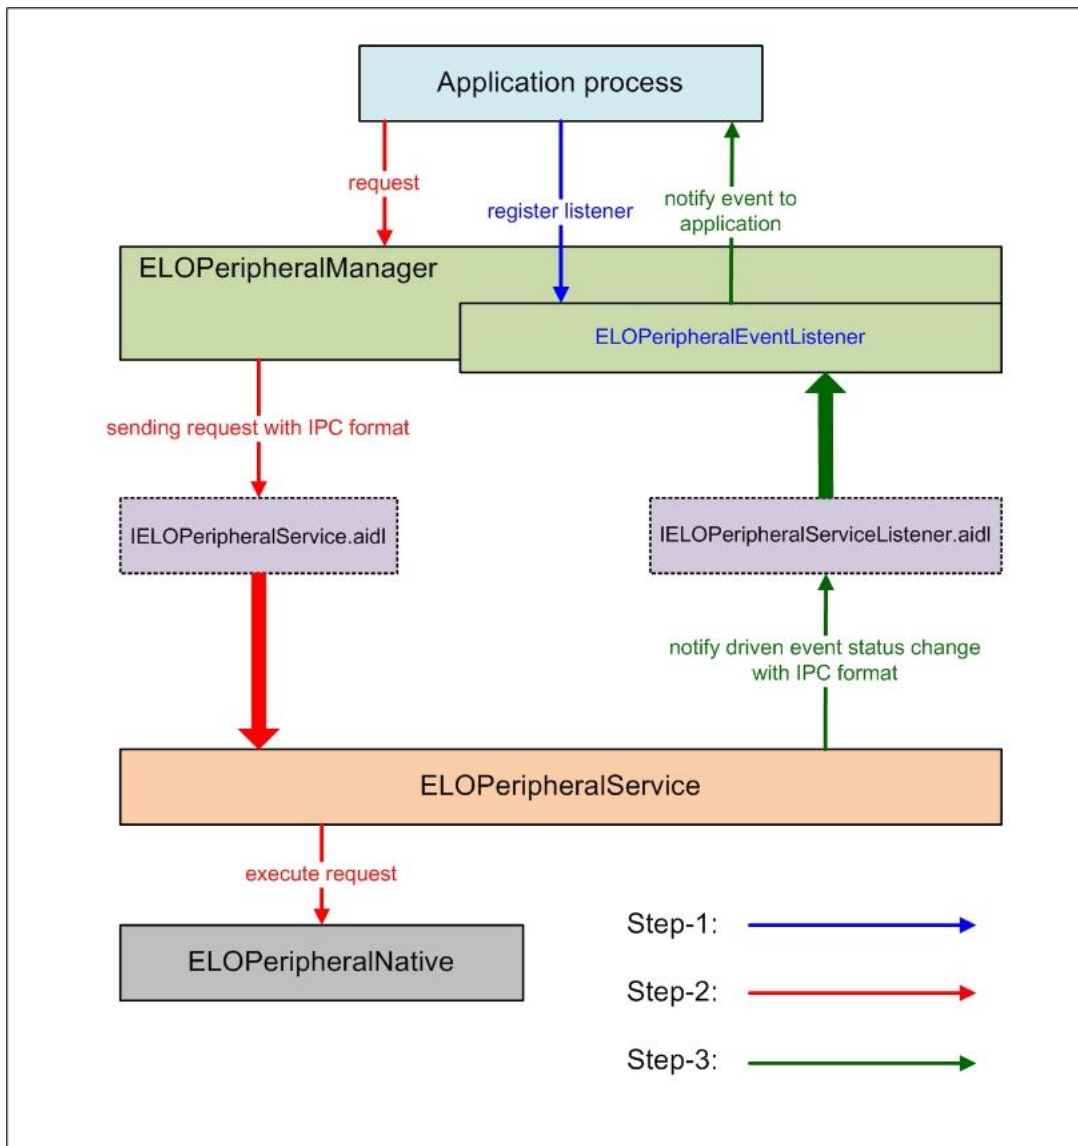 Application process
request
register listener
notify event to
application
ELOPeripheralManager
ELOPeripheralEventListener
sending request with IPC format
IELOPeripheralService.aidl
IELOPeripheralServiceListener.aidl
notify driven event status change
with IPC format
ELOPeripheralService
execute request
ELOPeripheralNative
Step-1:
Step-2:
Step-3: